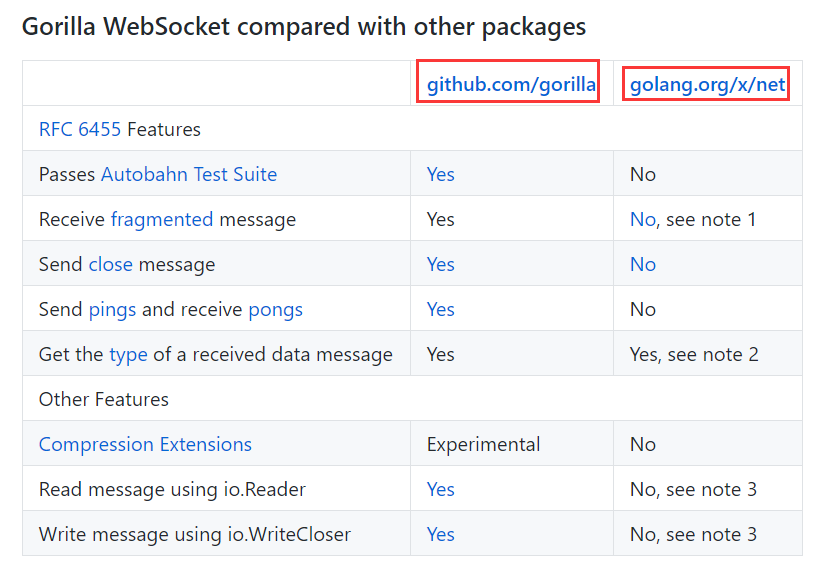 Gorilla WebSocket compared with other packages
github.com/gorilla golang.org/x/net
RFC 6455 Features
Passes Autobahn Test Suite Yes No
Receive fragmented message Yes No, see note 1
Send close message Yes No
Send pings and receive pongs Yes No
Get the type of a received data message Yes Yes, see note 2
Other Features
Compression Extensions Experimental No
Read message using io.Reader Yes No, see note 3
Write message using io.WriteCloser Yes No, see note 3